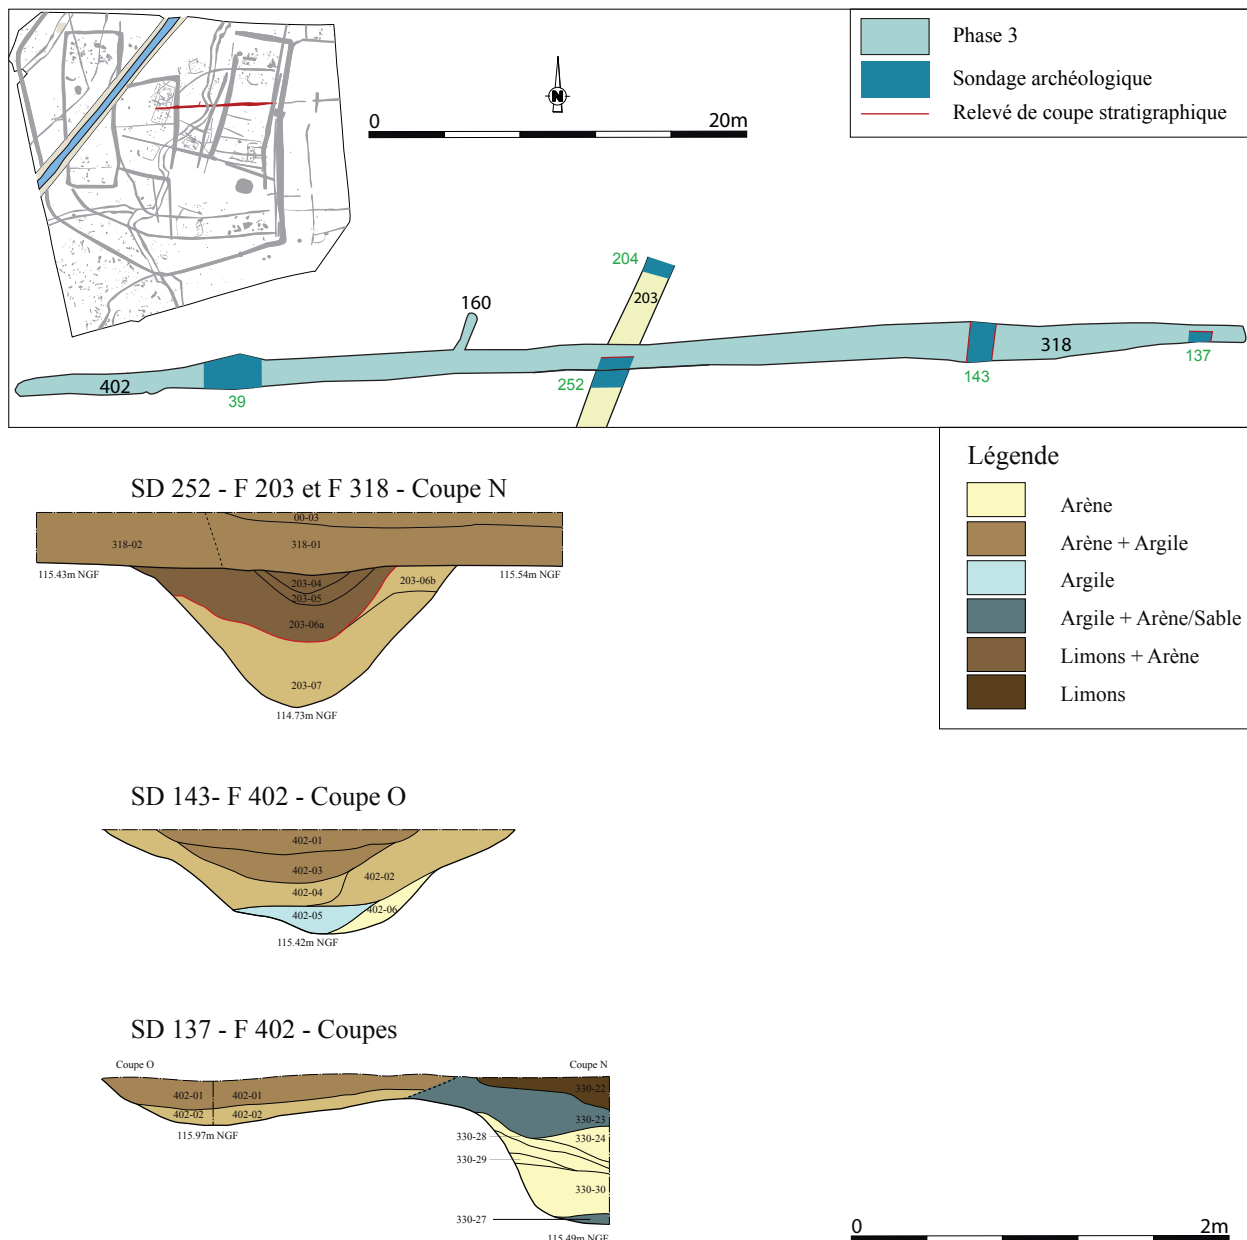 Phase 3
Sondage archéologique
Relevé de coupe stratigraphique
N
0 20m
204
203
160
402
39
252
143
318
137
SD 252 - F 203 et F 318 - Coupe N
00-03
318-02
318-01
115.43m NGF
115.54m NGF
203-04
203-05
203-06b
203-06a
203-07
114.73m NGF
Légende
Arène
Arène + Argile
Argile
Argile + Arène/Sable
Limons + Arène
Limons
SD 143- F 402 - Coupe O
402-01
402-03
402-02
402-04
402-05
402-06
115.42m NGF
SD 137 - F 402 - Coupes
Coupe O
Coupe N
402-01
402-01
402-02
402-02
115.97m NGF
330-22
330-23
330-28
330-24
330-29
330-30
330-27
115.49m NGF
0 2m